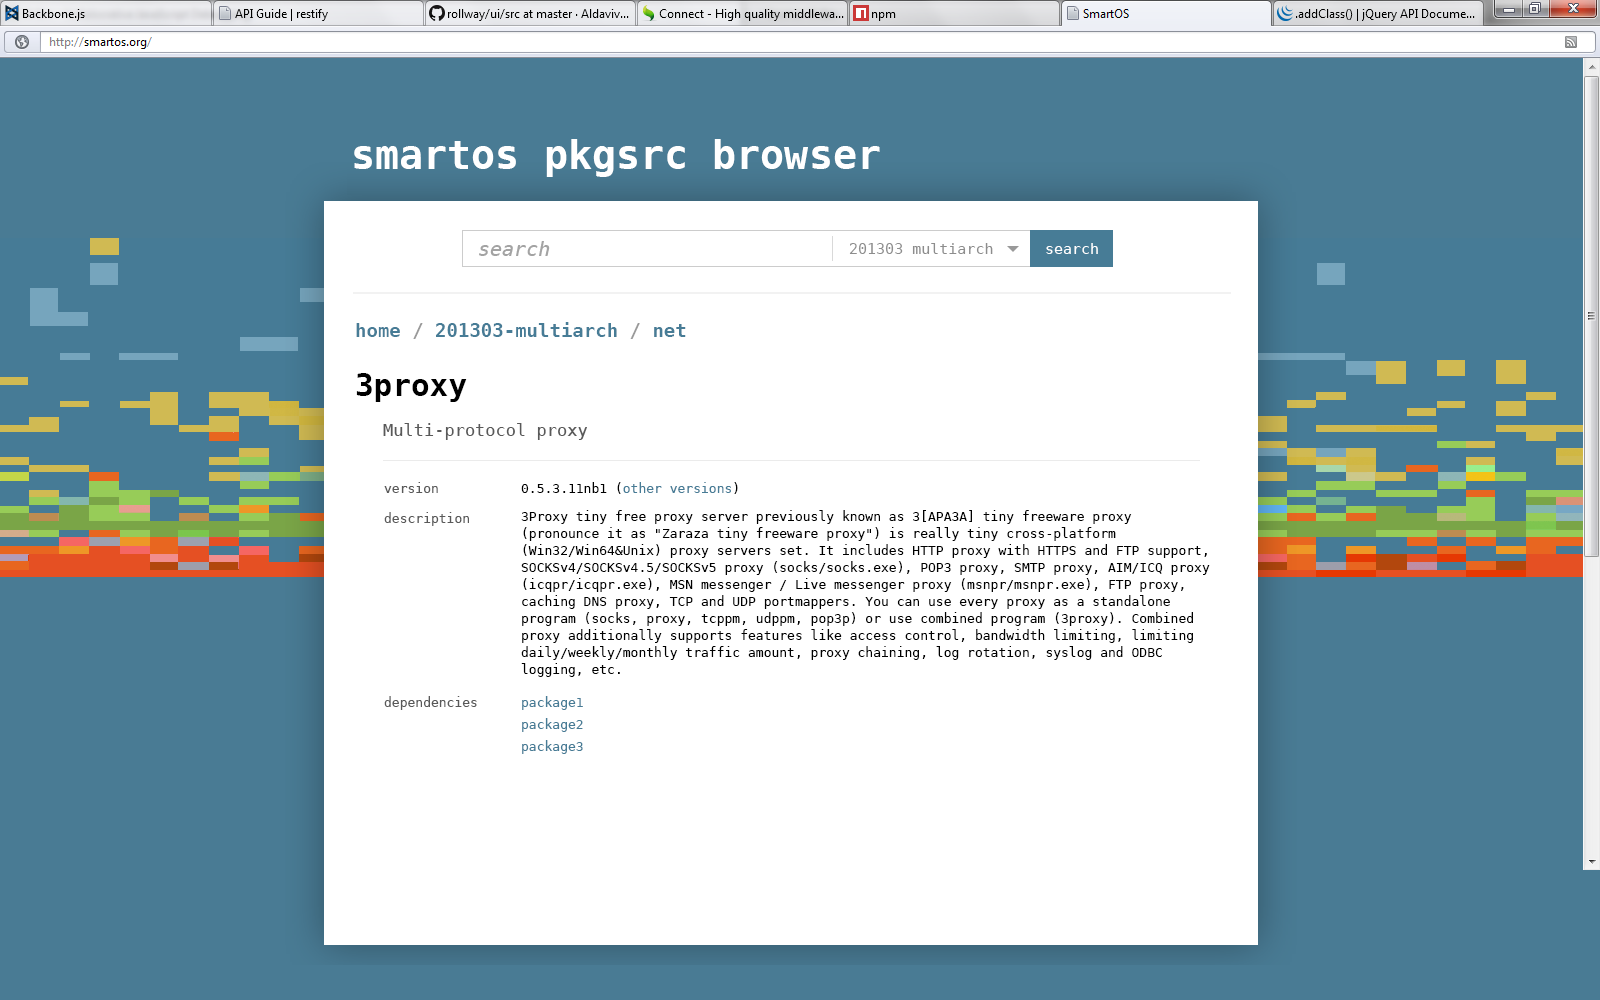 Backbone.js
API Guide | restify
rollway/ui/src at master · Aldaviv...
Connect - High quality middlewa...
npm
SmartOS
.addClass() | jQuery API Docume...
http://smartos.org/
smartos pkgsrc browser
search
201303 multiarch
search
home / 201303-multiarch / net
3proxy
Multi-protocol proxy
version
0.5.3.11nb1 (other versions)
description
3Proxy tiny free proxy server previously known as 3[APA3A] tiny freeware proxy
(pronounce it as "Zaraza tiny freeware proxy") is really tiny cross-platform
(Win32/Win64&Unix) proxy servers set. It includes HTTP proxy with HTTPS and FTP support,
SOCKSv4/SOCKSv4.5/SOCKSv5 proxy (socks/socks.exe), POP3 proxy, SMTP proxy, AIM/ICQ proxy
(icqpr/icqpr.exe), MSN messenger / Live messenger proxy (msnpr/msnpr.exe), FTP proxy,
caching DNS proxy, TCP and UDP portmappers. You can use every proxy as a standalone
program (socks, proxy, tcppm, udppm, pop3p) or use combined program (3proxy). Combined
proxy additionally supports features like access control, bandwidth limiting, limiting
daily/weekly/monthly traffic amount, proxy chaining, log rotation, syslog and ODBC
logging, etc.
dependencies
package1
package2
package3